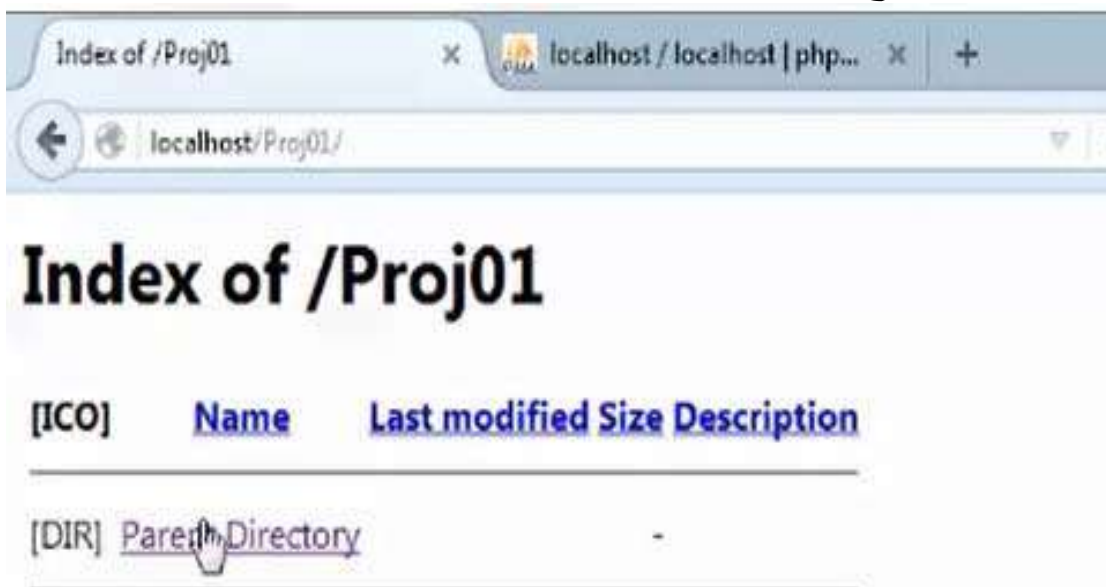 Index of /Proj01 × localhost / localhost | php... × +
localhost/Proj01/
Index of /Proj01
[ICO] Name Last modified Size Description
[DIR] Parent Directory -